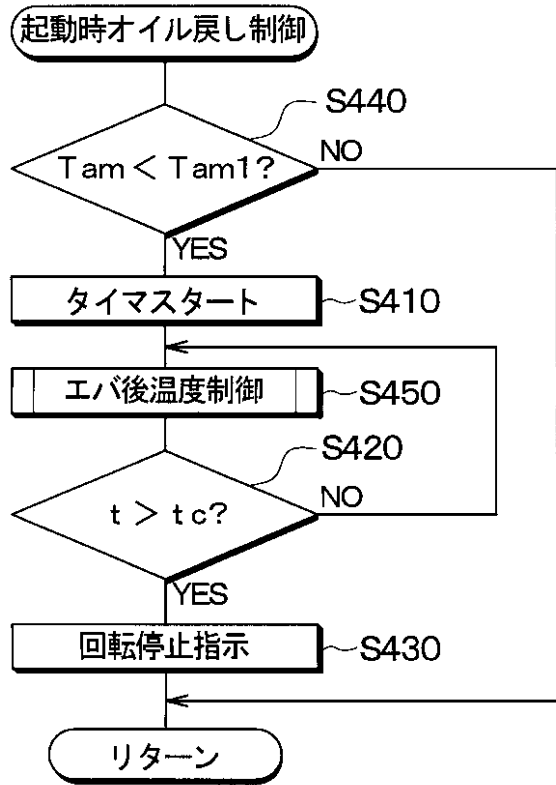 起動時オイル戻し制御
S440
Tam < Tam1?
NO
YES
タイマスタート
S410
エバ後温度制御
S450
S420
t > tc?
NO
YES
回転停止指示
S430
リターン